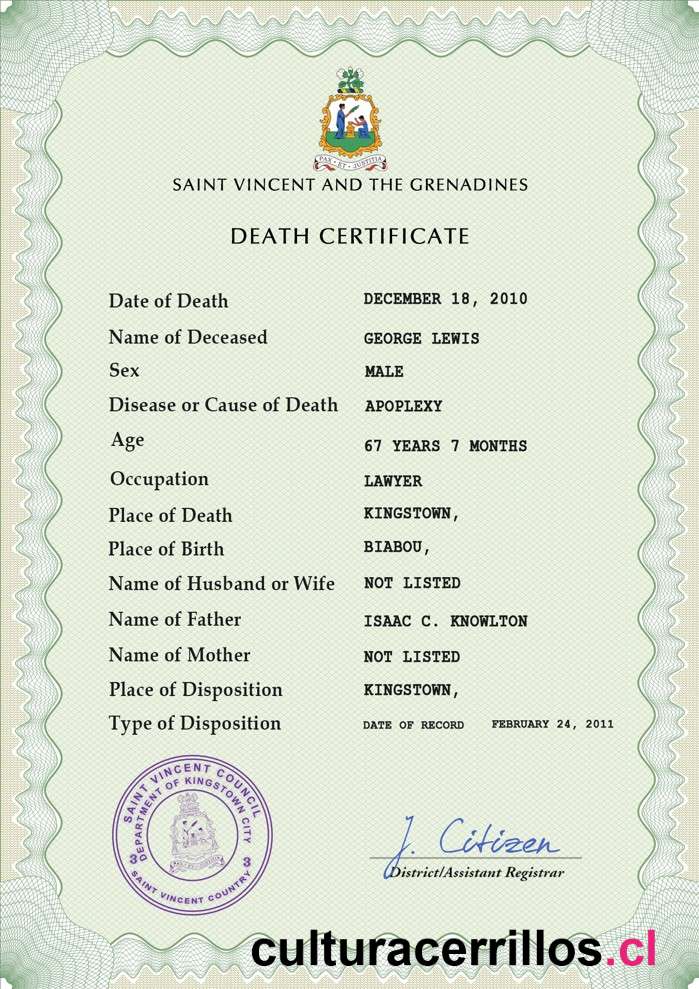 PAX · ET · JUSTITIA
SAINT VINCENT AND THE GRENADINES
DEATH CERTIFICATE
Date of Death DECEMBER 18, 2010
Name of Deceased GEORGE LEWIS
Sex MALE
Disease or Cause of Death APOPLEXY
Age 67 YEARS 7 MONTHS
Occupation LAWYER
Place of Death KINGSTOWN,
Place of Birth BIABOU,
Name of Husband or Wife NOT LISTED
Name of Father ISAAC C. KNOWLTON
Name of Mother NOT LISTED
Place of Disposition KINGSTOWN,
Type of Disposition DATE OF RECORD FEBRUARY 24, 2011
SAINT VINCENT COUNCIL
DEPARTMENT OF KINGSTOWN CITY
3 3
SAINT VINCENT COUNTRY
J. Citizen
District/Assistant Registrar
culturacerrillos.cl